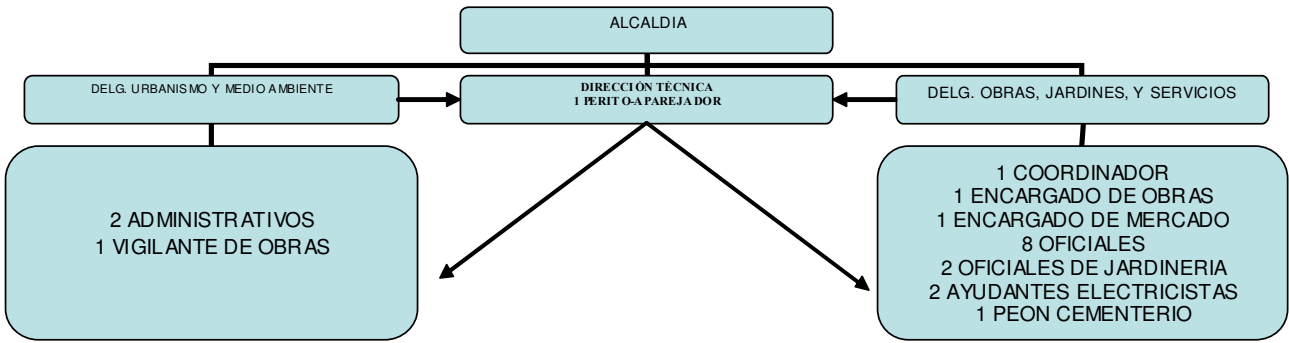 ALCALDIA
DELG. URBANISMO Y MEDIO AMBIENTE
DIRECCIÓN TÉCNICA
1 PERITO-APAREJADOR
DELG. OBRAS, JARDINES, Y SERVICIOS
2 ADMINISTRATIVOS
1 VIGILANTE DE OBRAS
1 COORDINADOR
1 ENCARGADO DE OBRAS
1 ENCARGADO DE MERCADO
8 OFICIALES
2 OFICIALES DE JARDINERIA
2 AYUDANTES ELECTRICISTAS
1 PEON CEMENTERIO